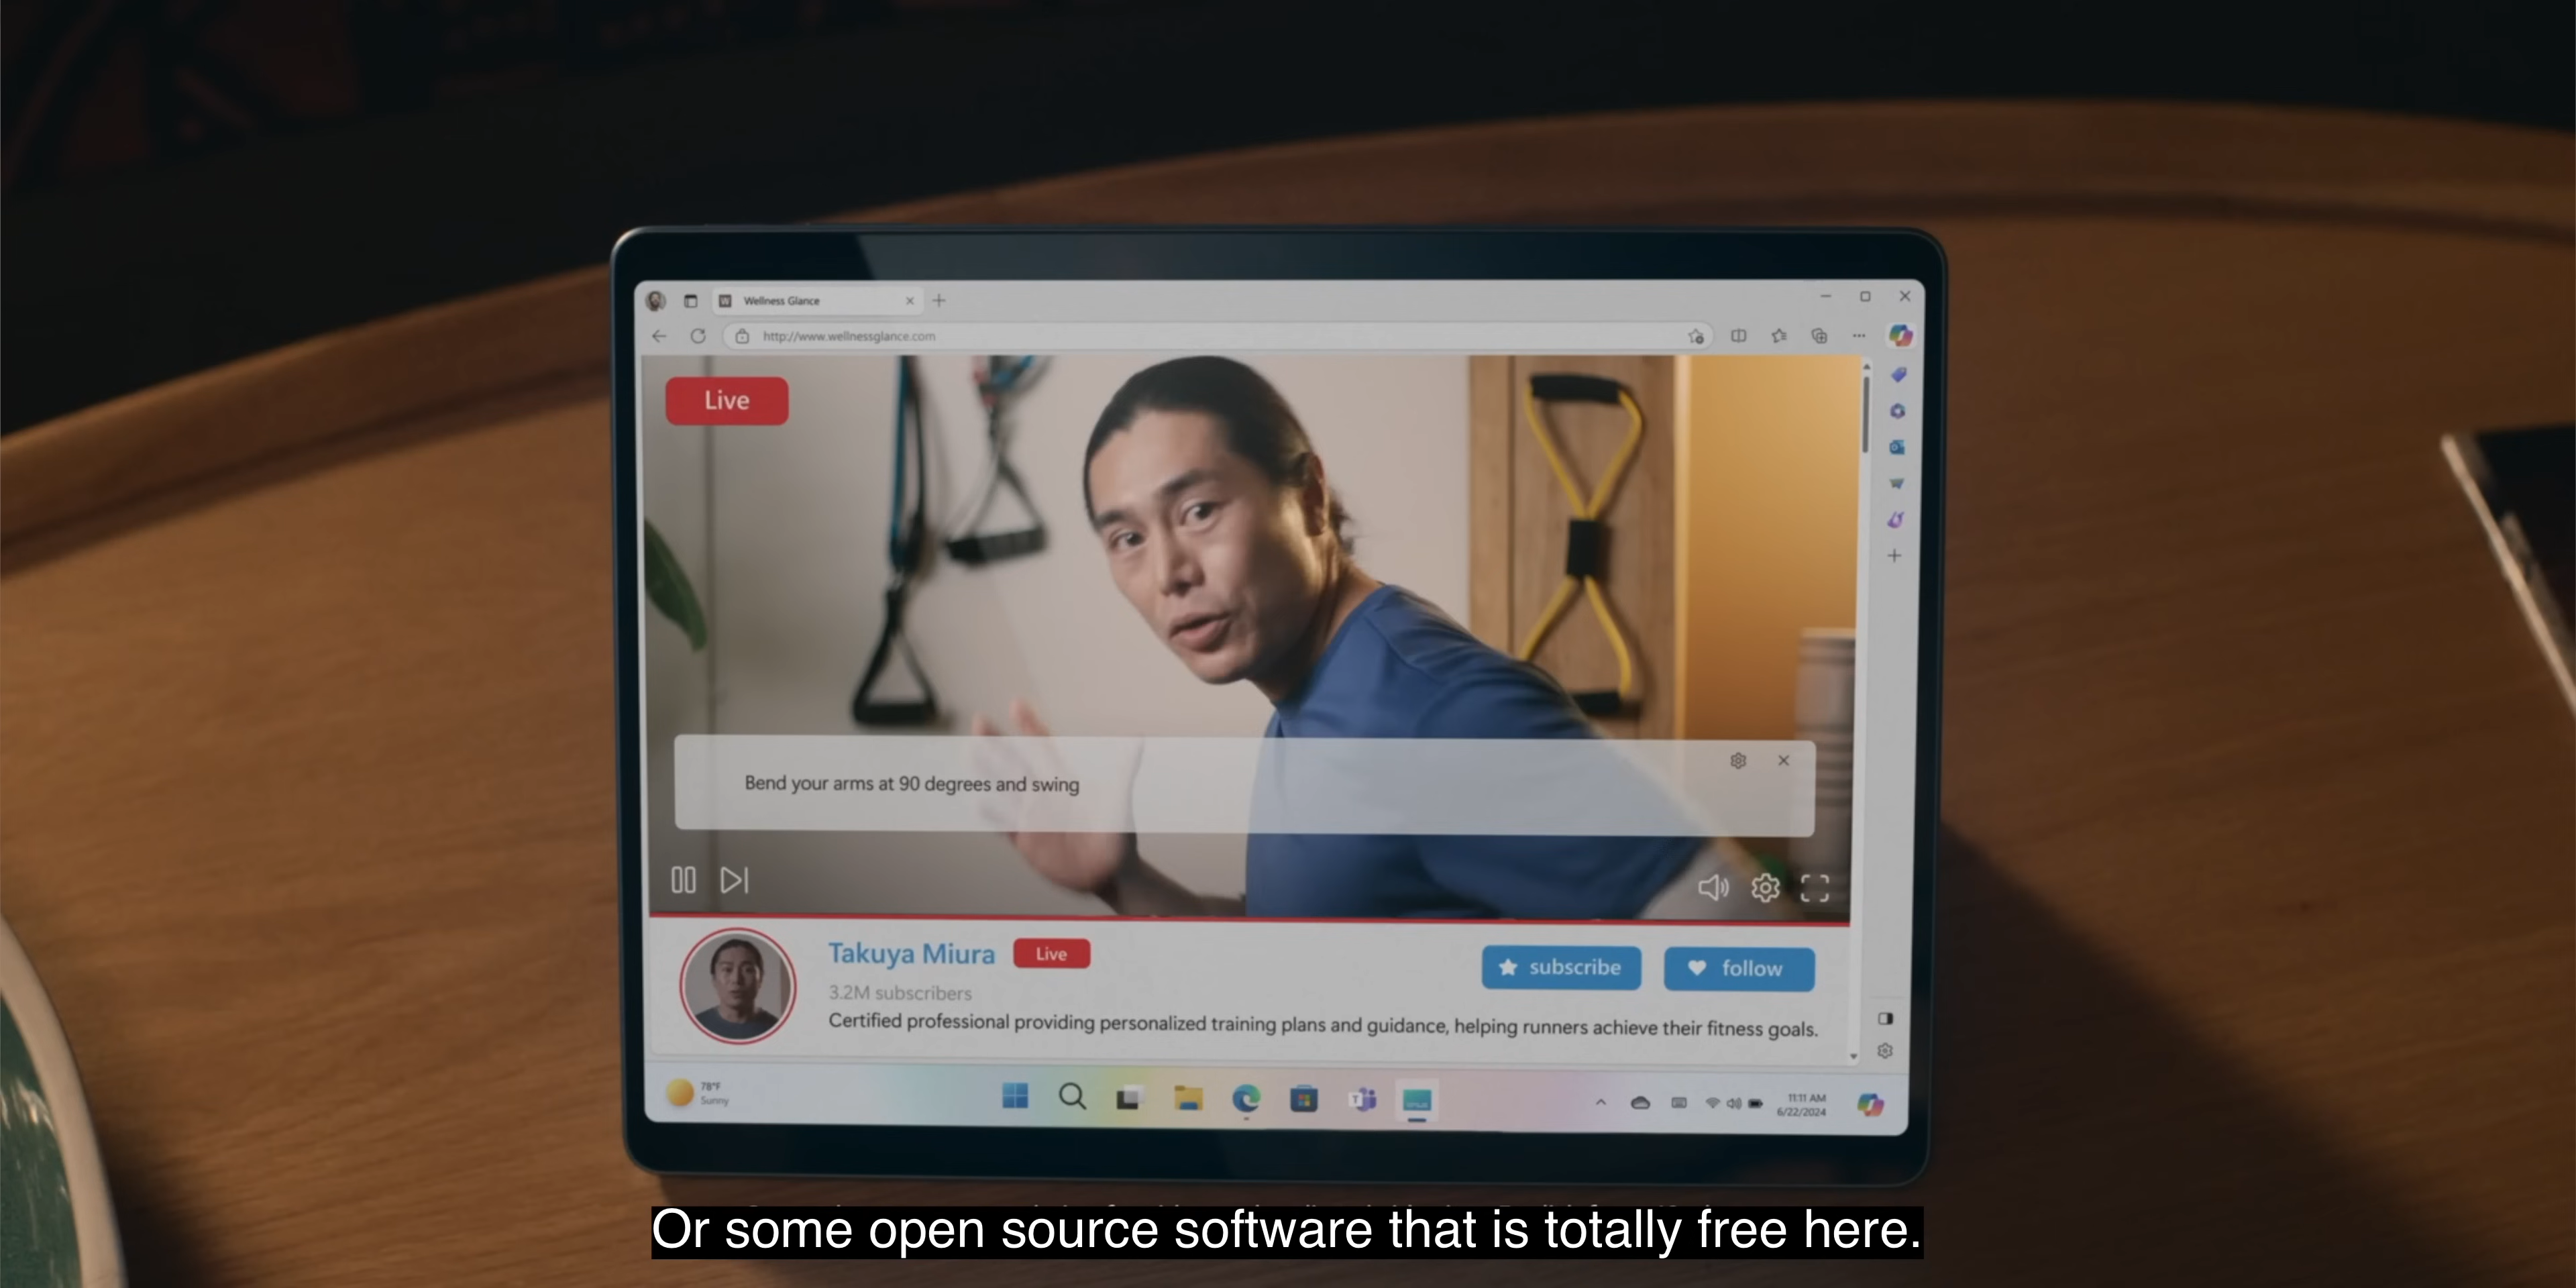 Wellness Glance
http://www.wellnessglance.com
Live
Bend your arms at 90 degrees and swing
Takuya Miura
Live
3.2M subscribers
Certified professional providing personalized training plans and guidance, helping runners achieve their fitness goals.
subscribe
follow
78°F
Sunny
11:11 AM
6/22/2024
Or some open source software that is totally free here.